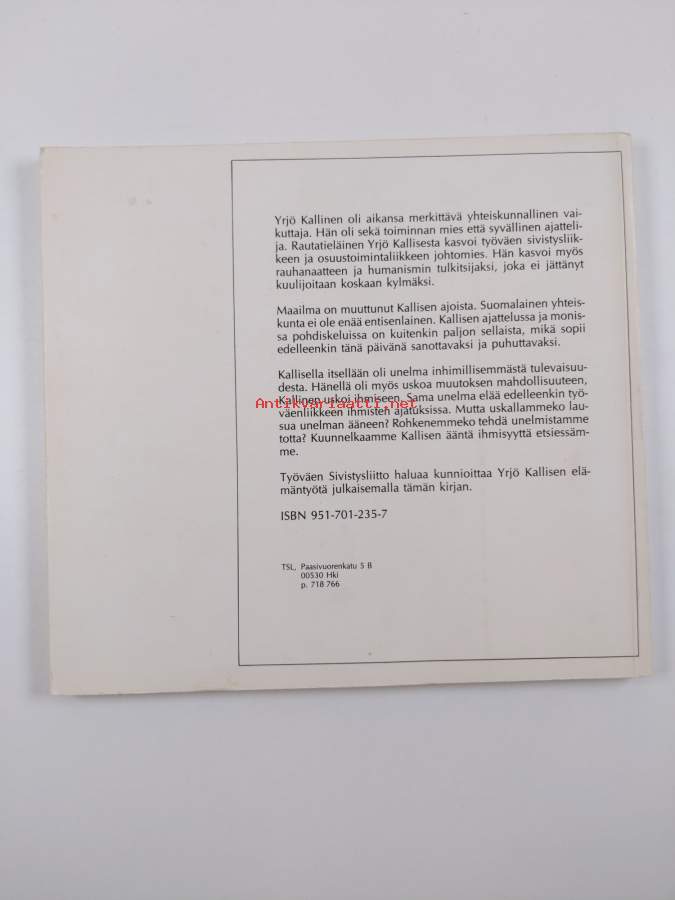 Yrjö Kallinen oli aikansa merkittävä yhteiskunnallinen vai-
kuttaja. Hän oli sekä toiminnan mies että syvällinen ajatteli-
ja. Rautatieläinen Yrjö Kallisesta kasvoi työväen sivistysliik-
keen ja osuustoimintaliikkeen johtomies. Hän kasvoi myös
rauhanaatteen ja humanismin tulkitsijaksi, joka ei jättänyt
kuulijoitaan koskaan kylmäksi.
Maailma on muuttunut Kallisen ajoista. Suomalainen yhteis-
kunta ei ole enää entisenlainen. Kallisen ajattelussa ja monis-
sa pohdiskeluissa on kuitenkin paljon sellaista, mikä sopii
edelleenkin tänä päivänä sanottavaksi ja puhuttavaksi.
Kallisella itsellään oli unelma inhimillisemmästä tulevaisuu-
desta. Hänellä oli myös uskoa muutoksen mahdollisuuteen,
Kallinen uskoi ihmiseen. Sama unelma elää edelleenkin työ-
Antikvariaatti.net
väenliikkeen ihmisten ajatuksissa. Mutta uskallammeko lau-
sua unelman ääneen? Rohkenemmeko tehdä unelmistamme
totta? Kuunnelkaamme Kallisen ääntä ihmisyyttä etsiessäm-
me.
Työväen Sivistysliitto haluaa kunnioittaa Yrjö Kallisen elä-
mäntyötä julkaisemalla tämän kirjan.
ISBN 951-701-235-7
TSL, Paasivuorenkatu 5 B
00530 Hki
p. 718 766